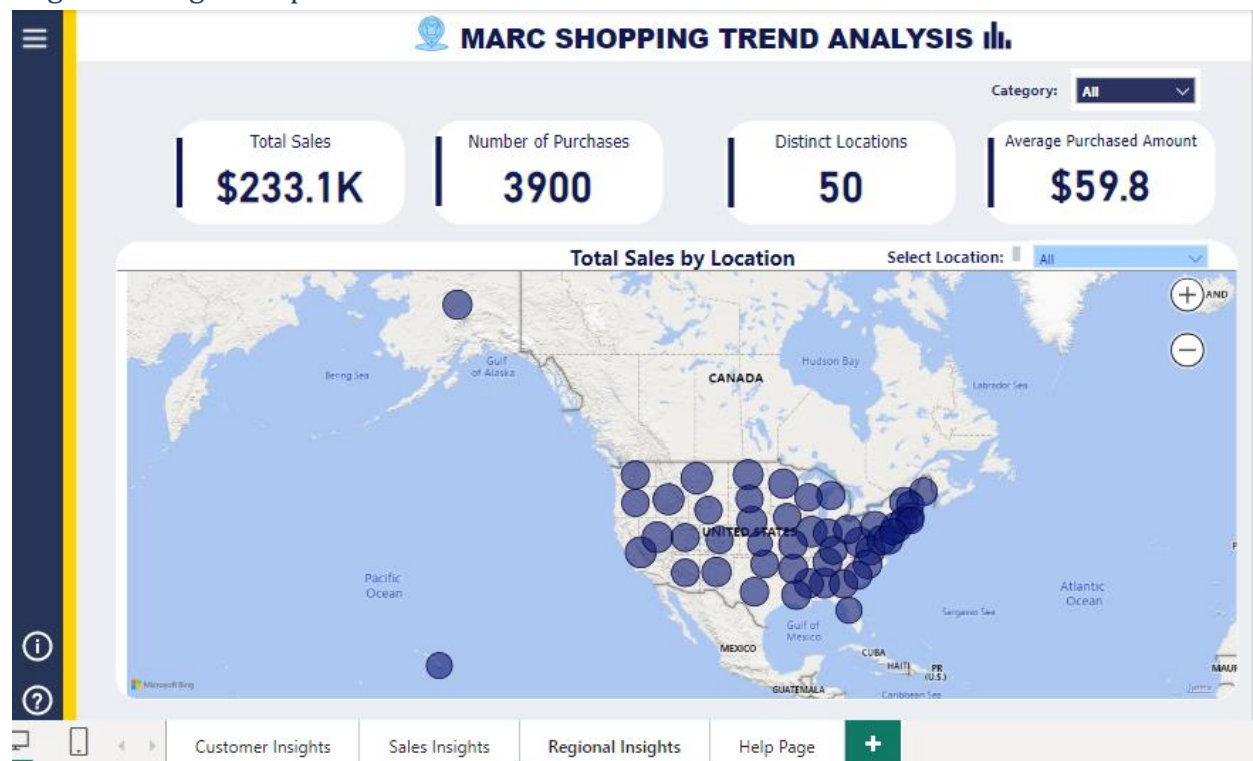 MARC SHOPPING TREND ANALYSIS
Category: All
Total Sales
$233.1K
Number of Purchases
3900
Distinct Locations
50
Average Purchased Amount
$59.8
Total Sales by Location
Select Location: All
AND
Gulf
of Alaska
Bering Sea
Hudson Bay
CANADA
Labrador Sea
UNITED STATES
Pacific
Ocean
Atlantic
Ocean
Sargasso Sea
Gulf of
Mexico
MEXICO
CUBA
HAITI
PR
(U.S.)
MAUR
GUATEMALA
Caribbean Sea
Microsoft Bing
Terms
Customer Insights
Sales Insights
Regional Insights
Help Page